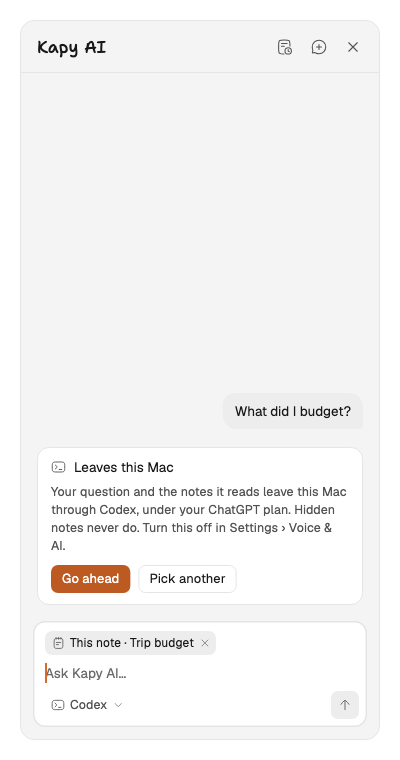 Kapy AI
What did I budget?
Leaves this Mac
Your question and the notes it reads leave this Mac
through Codex, under your ChatGPT plan. Hidden
notes never do. Turn this off in Settings › Voice &
AI.
Go ahead
Pick another
This note · Trip budget
Ask Kapy AI...
Codex